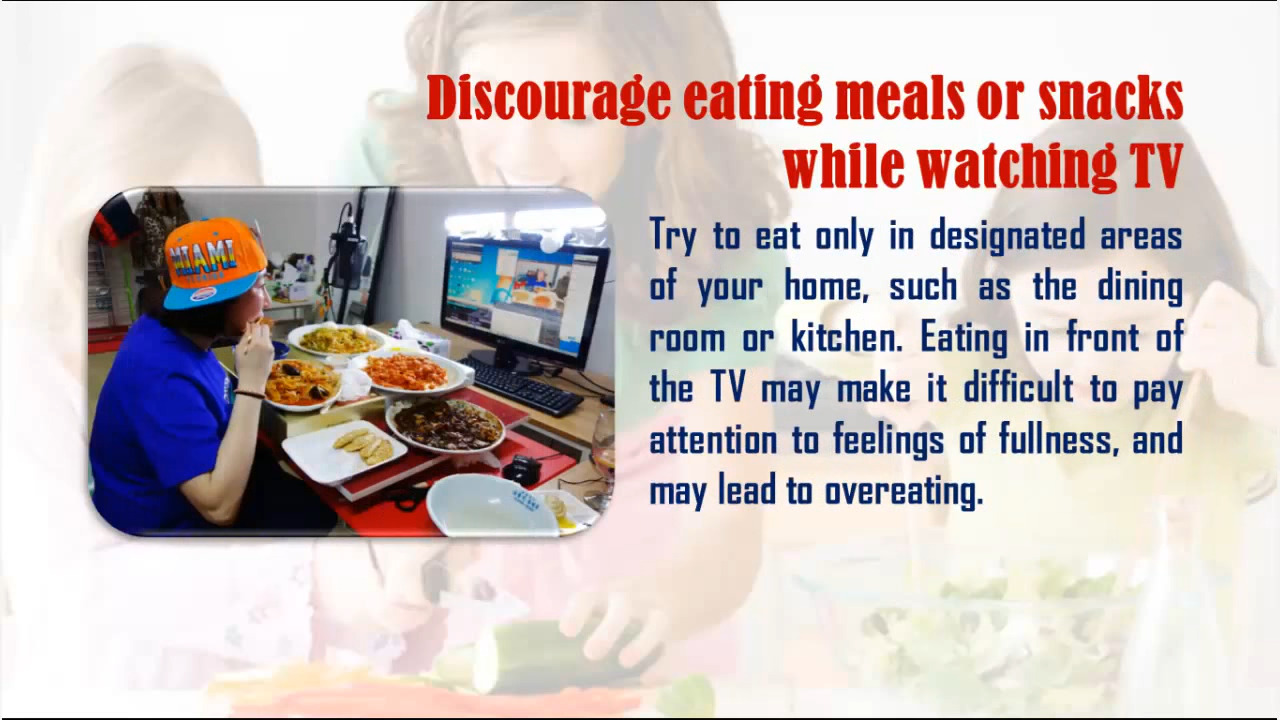 Discourage eating meals or snacks
while watching TV
Try to eat only in designated areas
of your home, such as the dining
room or kitchen. Eating in front of
the TV may make it difficult to pay
attention to feelings of fullness, and
may lead to overeating.
MIAMI